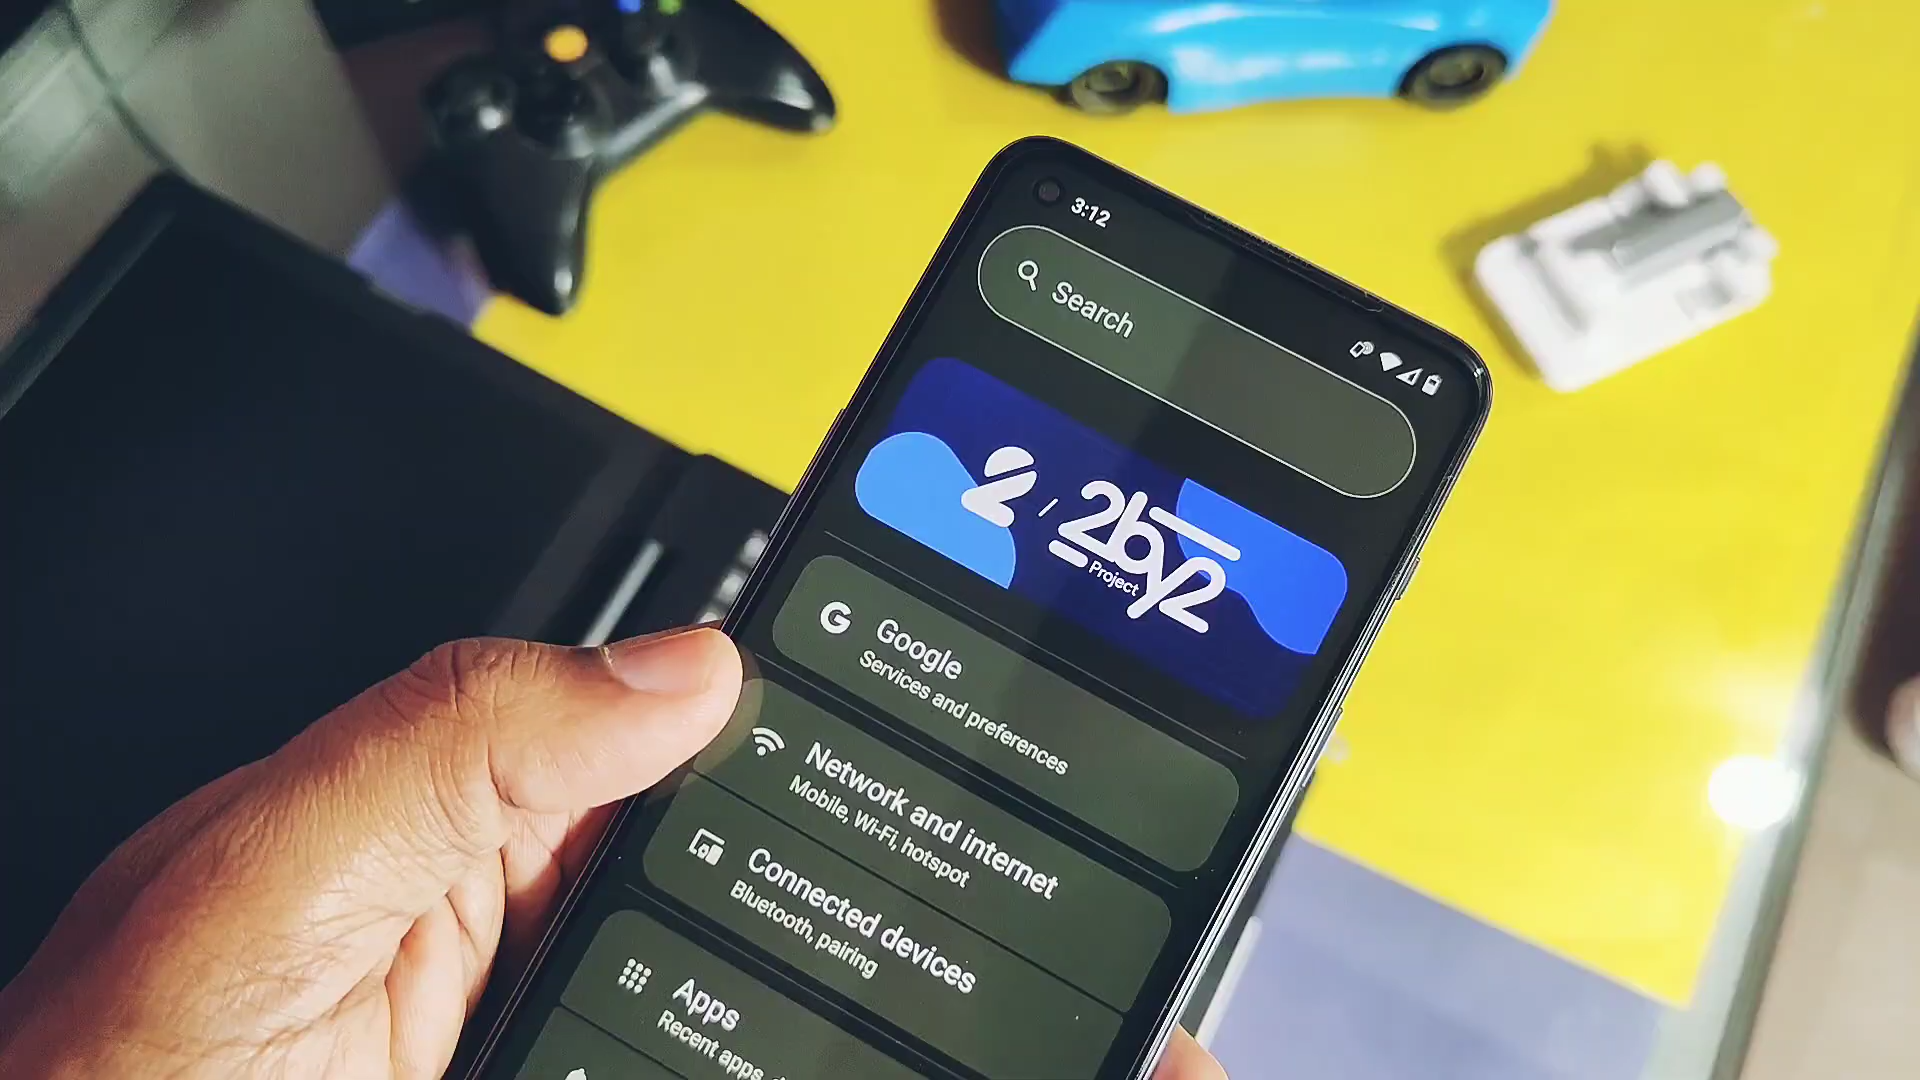 3:12
Search
2 / 2by2
Project
Google
Services and preferences
Network and internet
Mobile, Wi-Fi, hotspot
Connected devices
Bluetooth, pairing
Apps
Recent apps,